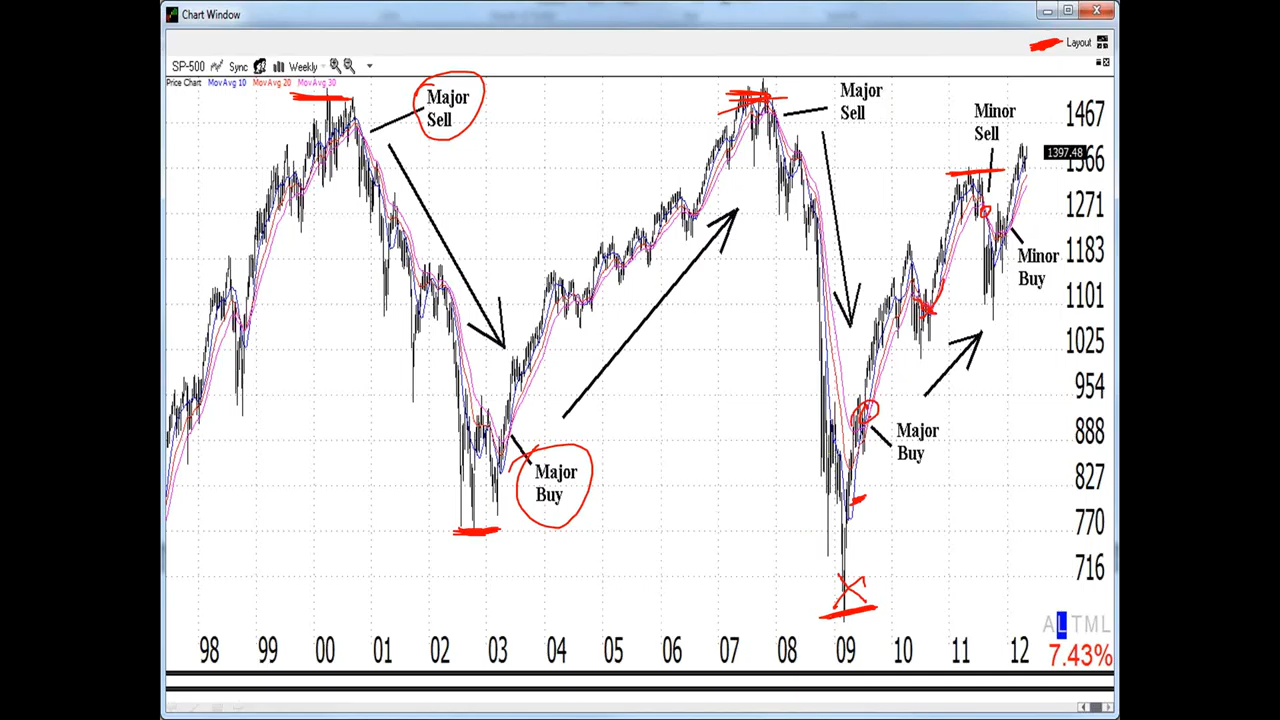 Chart Window
Layout
SP-500 Sync Weekly
Price Chart MovAvg 10 MovAvg 20 MovAvg 30
Major
Sell
Major
Sell
Minor
Sell
1467
1397.48
1366
1271
1183
1101
1025
954
888
827
770
716
Minor
Buy
Major
Buy
Major
Buy
ALTML
7.43%
98 99 00 01 02 03 04 05 06 07 08 09 10 11 12